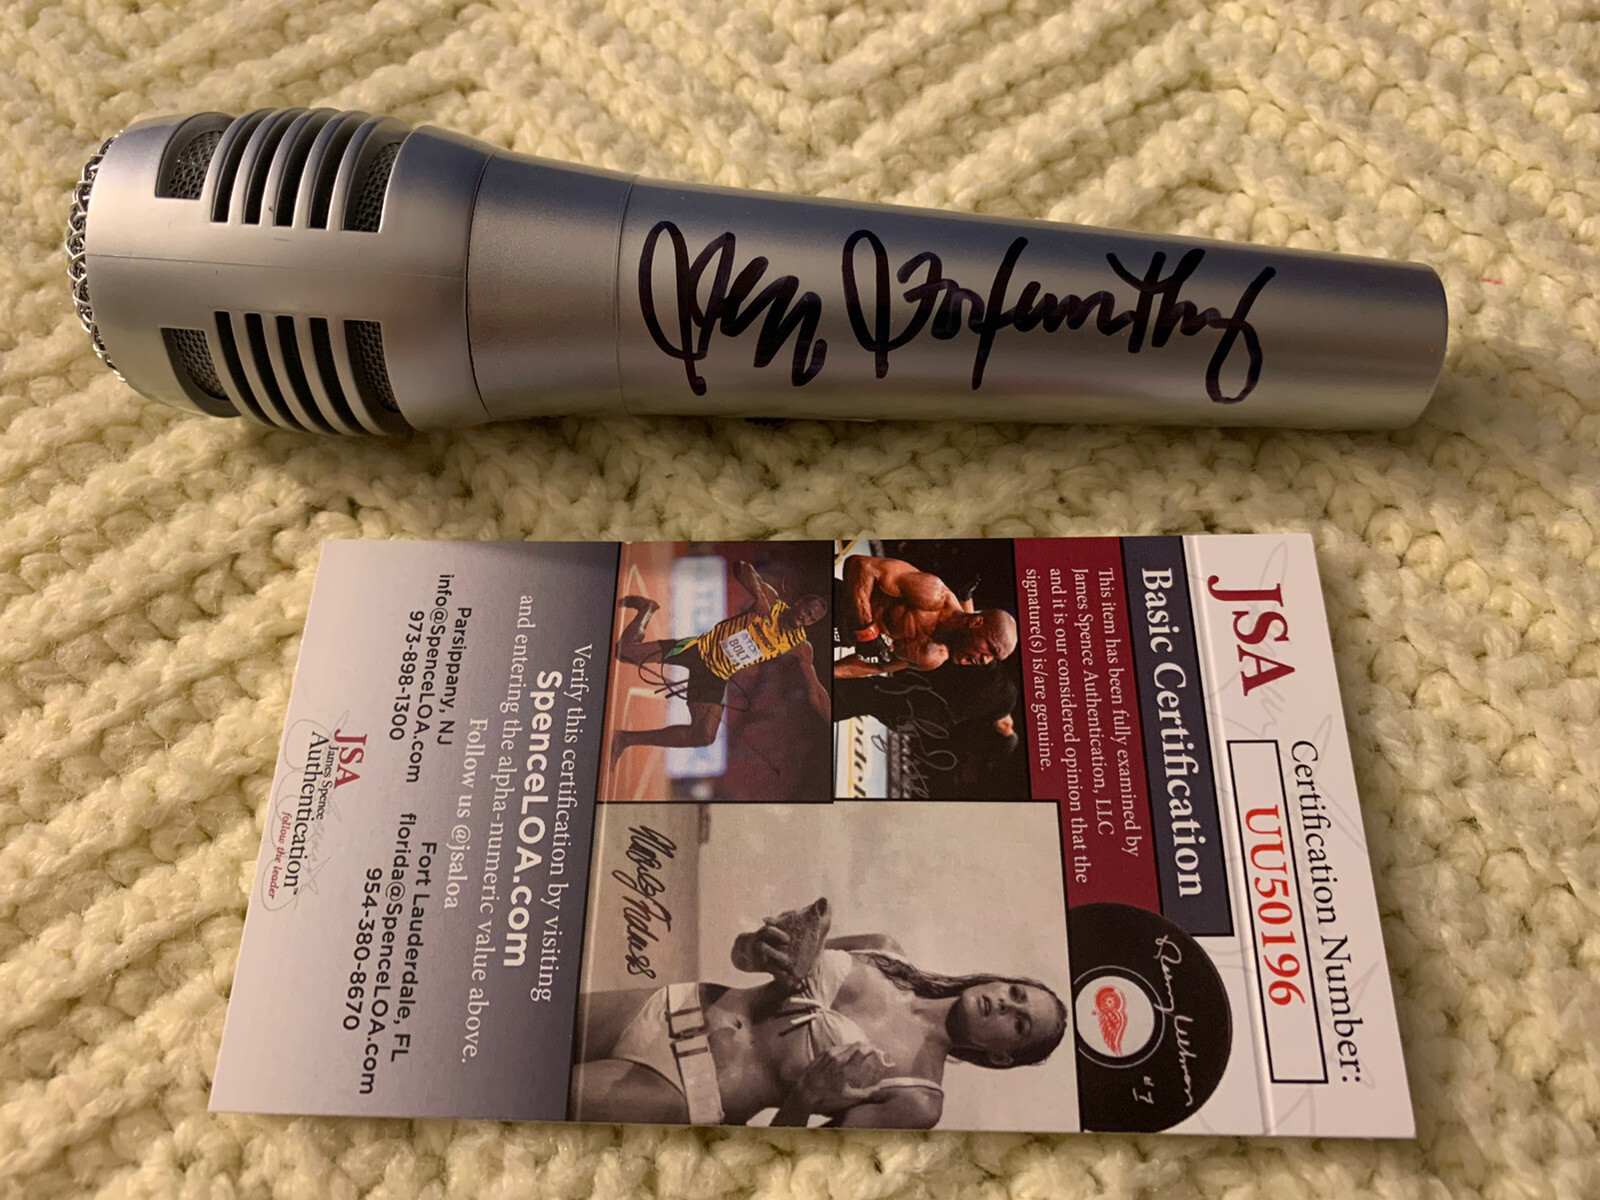 JSA
Certification Number:
UU50196
Basic Certification
This item has been fully examined by
James Spence Authentication, LLC
and it is our considered opinion that the
signature(s) is/are genuine.
#7
BOLT
Verify this certification by visiting
SpenceLOA.com
and entering the alpha-numeric value above.
Follow us @jsaloa
Parsippany, NJ
info@SpenceLOA.com
973-898-1300
Fort Lauderdale, FL
florida@SpenceLOA.com
954-380-8670
JSA
James Spence
Authentication™
follow the leader